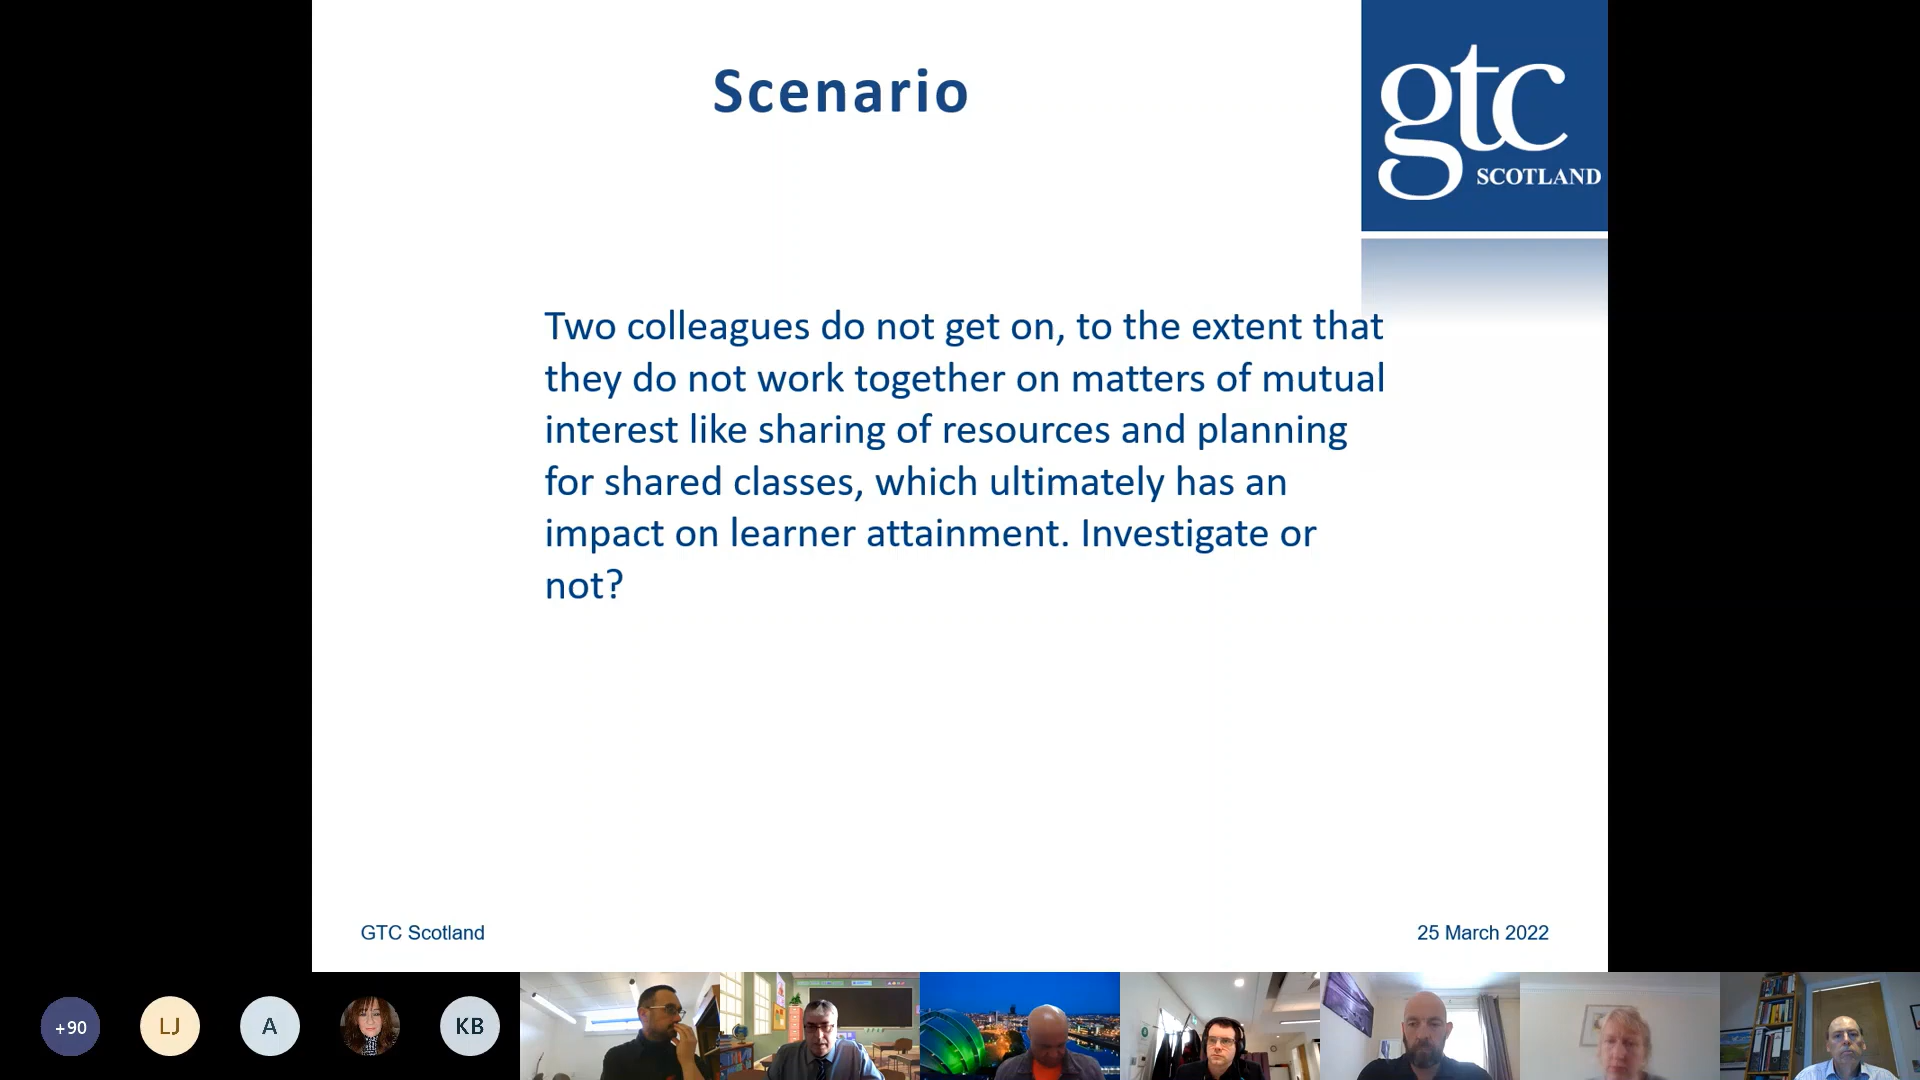 Scenario
gtc
SCOTLAND
Two colleagues do not get on, to the extent that
they do not work together on matters of mutual
interest like sharing of resources and planning
for shared classes, which ultimately has an
impact on learner attainment. Investigate or
not?
GTC Scotland
25 March 2022
+90
LJ
A
KB